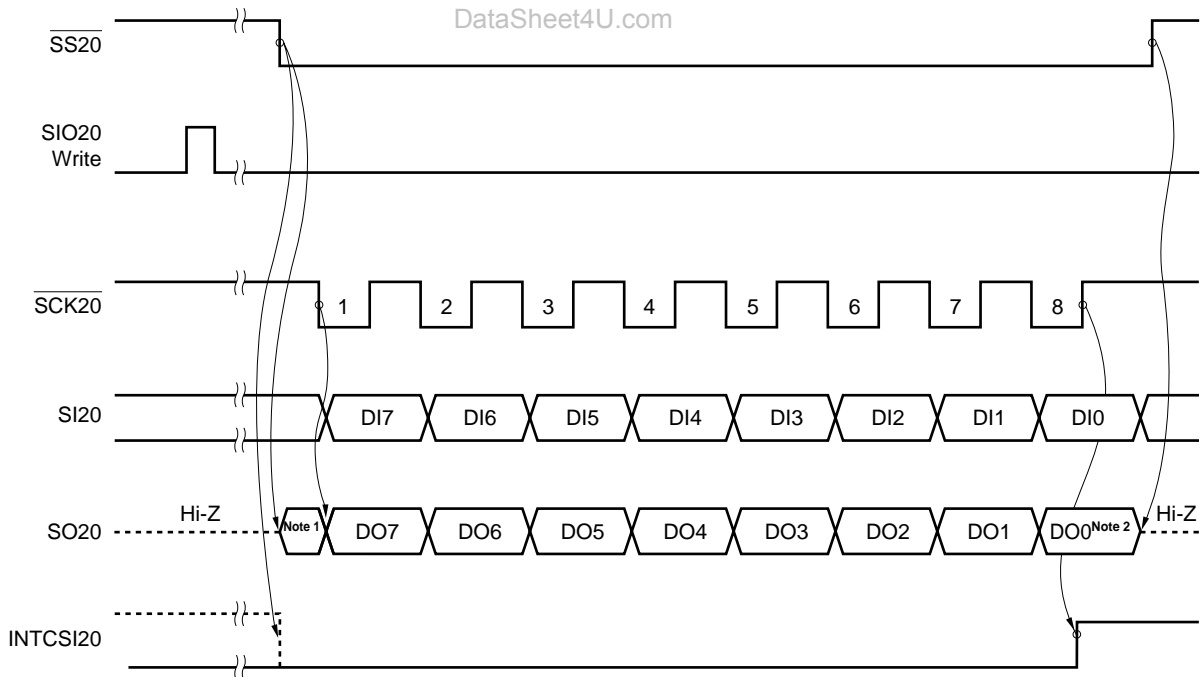 DataSheet4U.com
SS20
SIO20
Write
SCK20
1 2 3 4 5 6 7 8
SI20
DI7 DI6 DI5 DI4 DI3 DI2 DI1 DI0
SO20
Hi-Z Note 1 DO7 DO6 DO5 DO4 DO3 DO2 DO1 DO0 Note 2 Hi-Z
INTCSI20